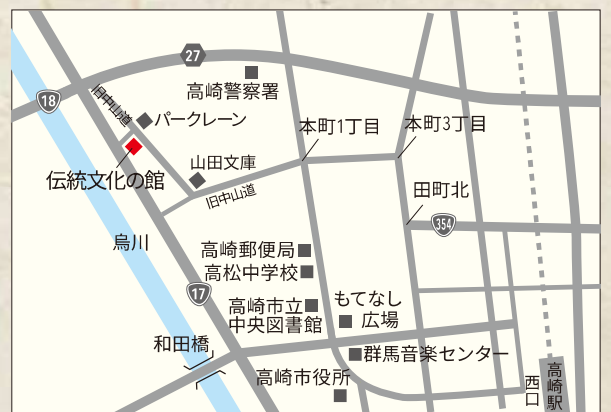 27
18
高崎警察署
旧中山道
パークレーン
本町1丁目
本町3丁目
山田文庫
伝統文化の館
旧中山道
田町北
354
烏川
高崎郵便局
高松中学校
17
高崎市立
中央図書館
もてなし
広場
和田橋
群馬音楽センター
高崎市役所
西口
高崎駅